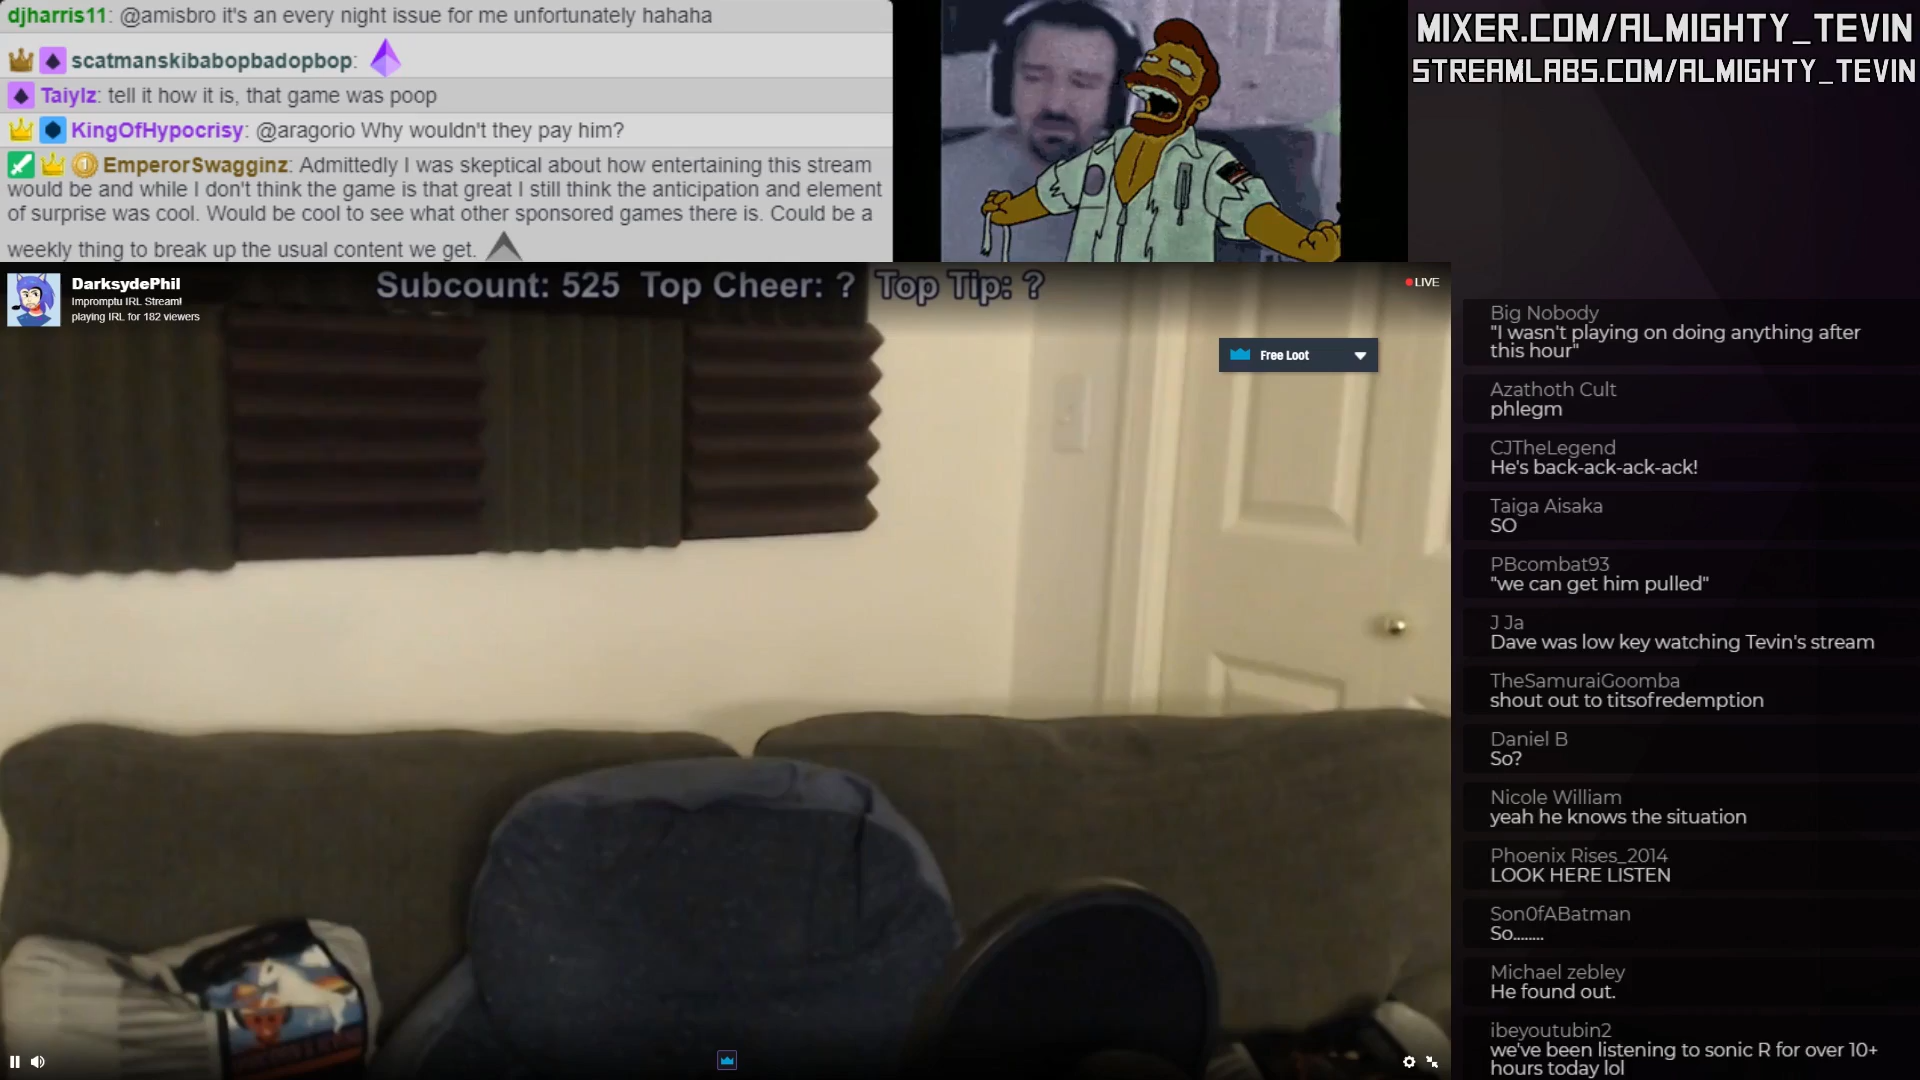 djharris11: @amisbro it's an every night issue for me unfortunately hahaha
scatmanskibabopbadopbop:
Taiylz: tell it how it is, that game was poop
KingOfHypocrisy: @aragorio Why wouldn't they pay him?
EmperorSwagginz: Admittedly I was skeptical about how entertaining this stream
would be and while I don't think the game is that great I still think the anticipation and element
of surprise was cool. Would be cool to see what other sponsored games there is. Could be a
weekly thing to break up the usual content we get.
MIXER.COM/ALMIGHTY_TEVIN
STREAMLABS.COM/ALMIGHTY_TEVIN
DarksydePhil
Impromptu IRL Stream!
playing IRL for 182 viewers
Subcount: 525 Top Cheer: ? Top Tip: ?
LIVE
Free Loot
Big Nobody
"I wasn't playing on doing anything after
this hour"
Azathoth Cult
phlegm
CJTheLegend
He's back-ack-ack-ack!
Taiga Aisaka
SO
PBcombat93
"we can get him pulled"
J Ja
Dave was low key watching Tevin's stream
TheSamuraiGoomba
shout out to titsofredemption
Daniel B
So?
Nicole William
yeah he knows the situation
Phoenix Rises_2014
LOOK HERE LISTEN
Son0fABatman
So........
Michael zebley
He found out.
ibeyoutubin2
we've been listening to sonic R for over 10+
hours today lol